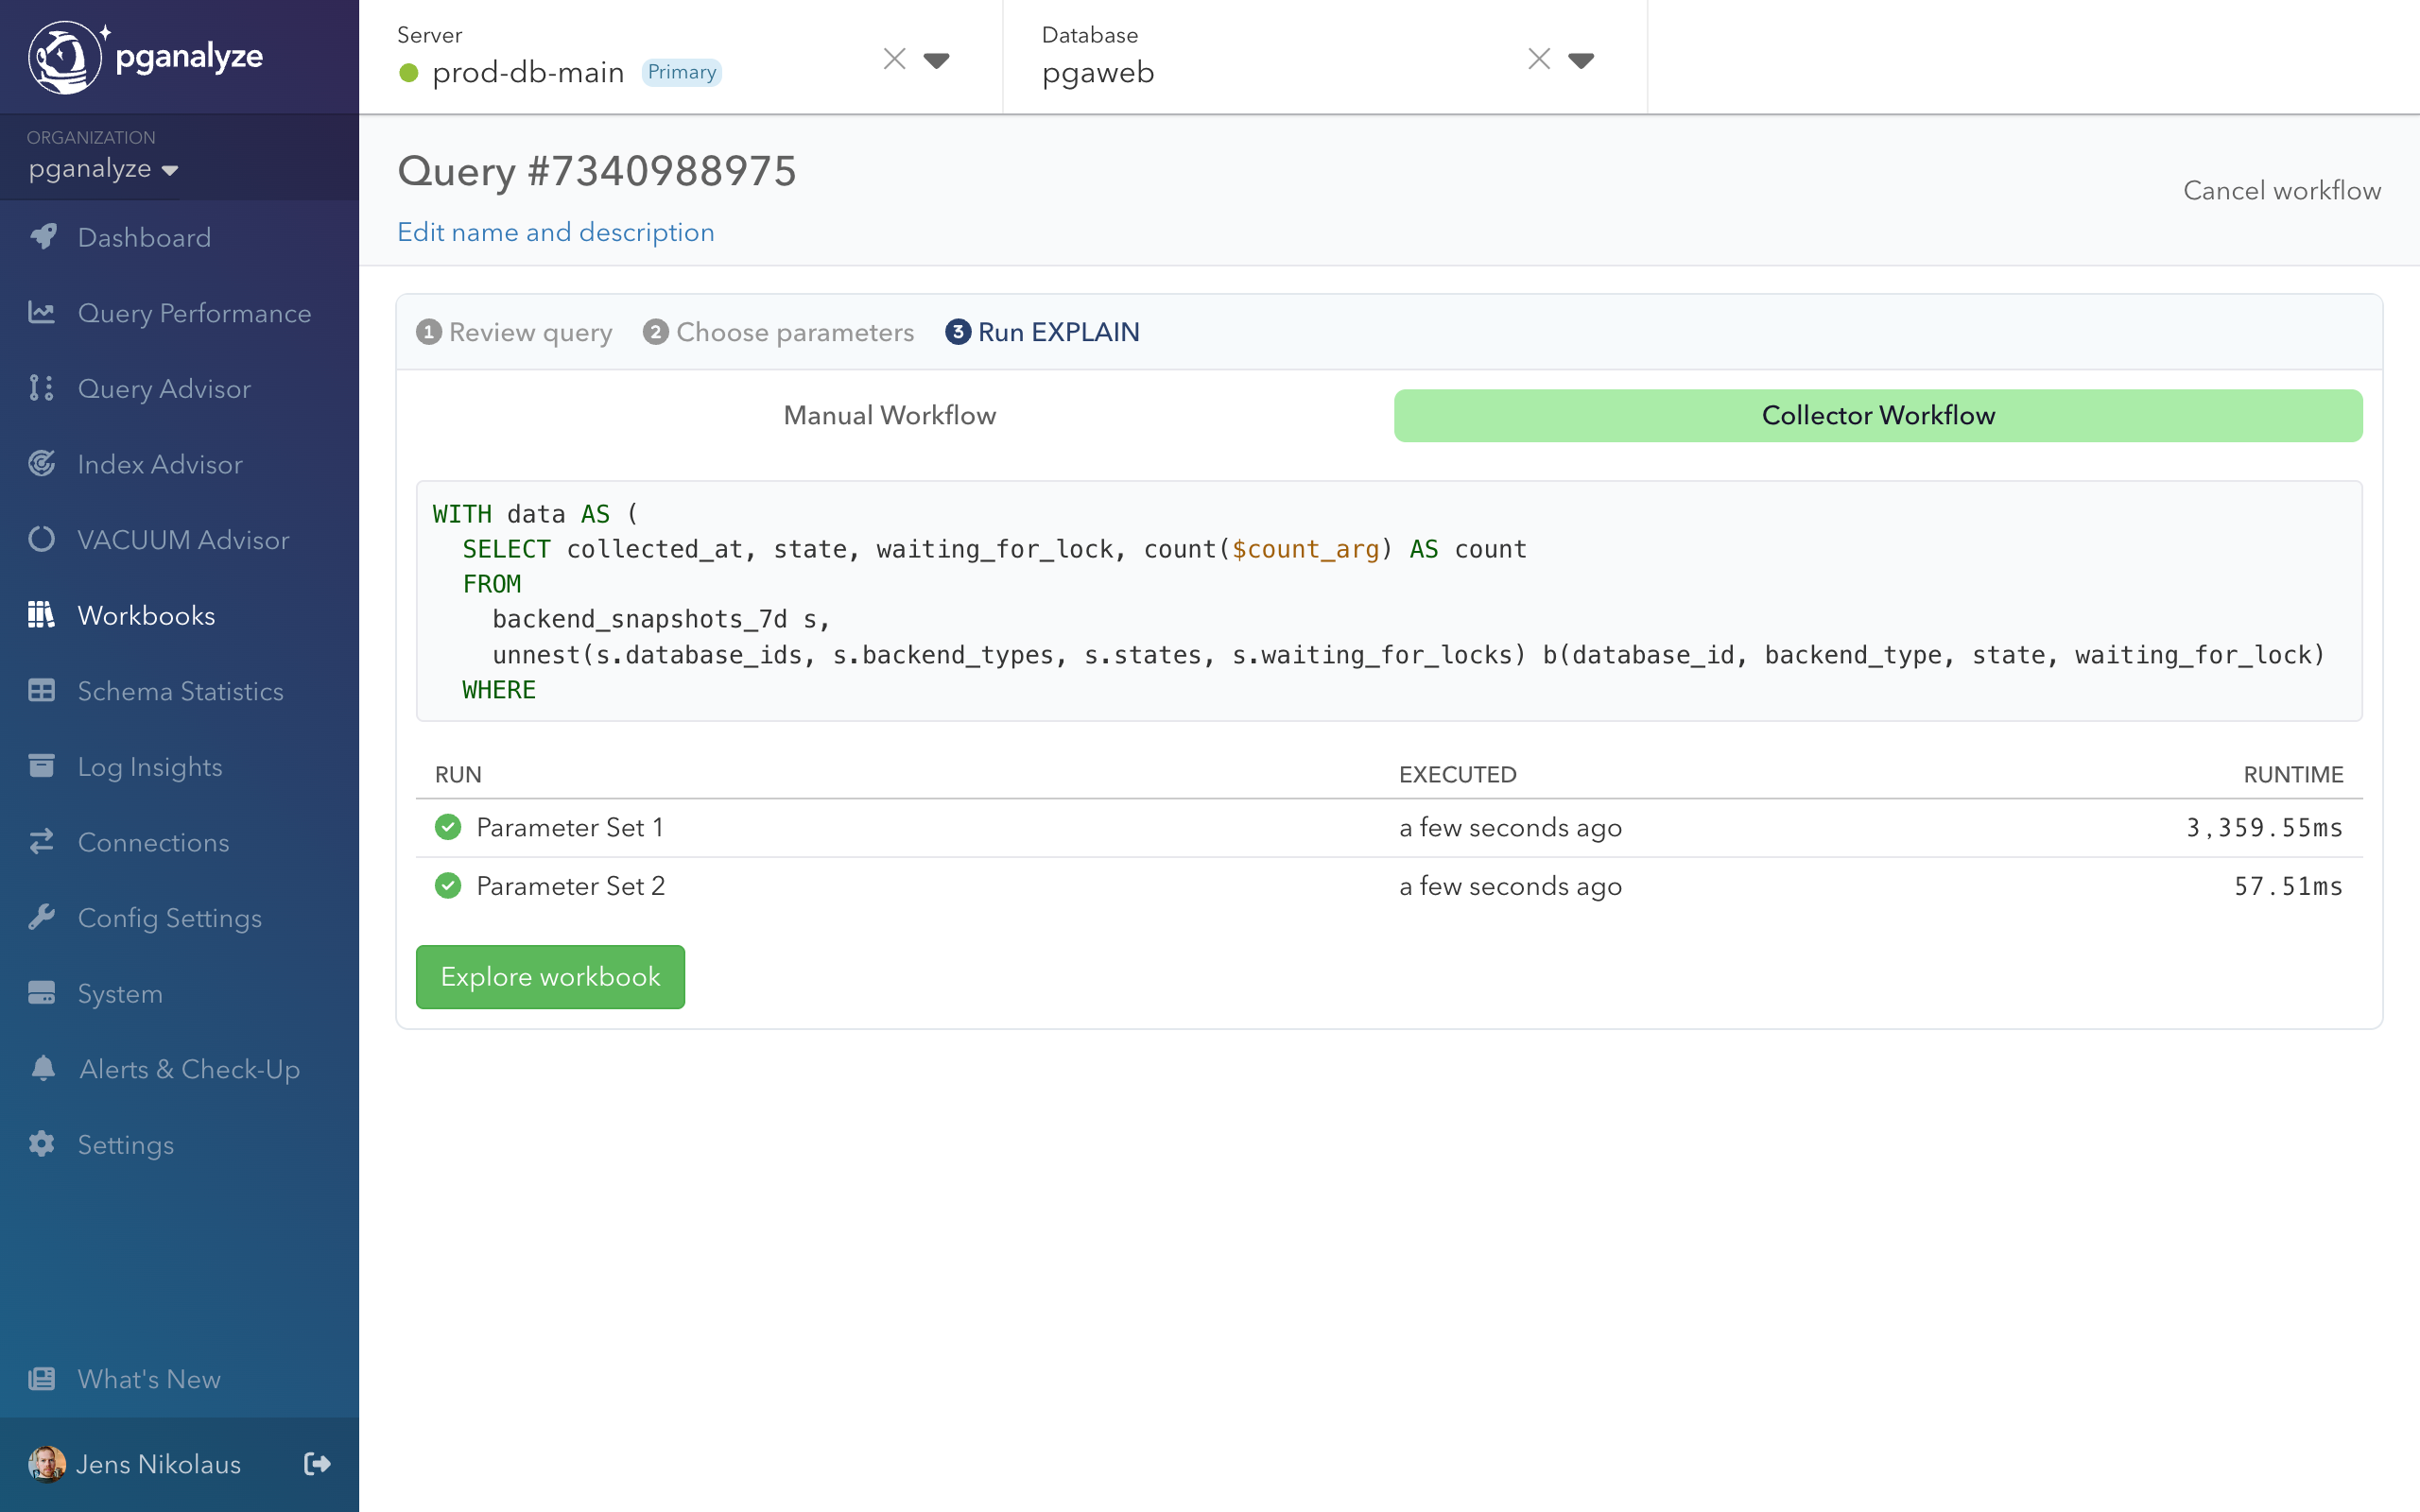 pganalyze
ORGANIZATION
pganalyze
Dashboard
Query Performance
Query Advisor
Index Advisor
VACUUM Advisor
Workbooks
Schema Statistics
Log Insights
Connections
Config Settings
System
Alerts & Check-Up
Settings
What's New
Jens Nikolaus
Server
prod-db-main Primary
Database
pgaweb
Query #7340988975
Edit name and description
Cancel workflow
1 Review query 2 Choose parameters 3 Run EXPLAIN
Manual Workflow Collector Workflow
WITH data AS (
SELECT collected_at, state, waiting_for_lock, count($count_arg) AS count
FROM
backend_snapshots_7d s,
unnest(s.database_ids, s.backend_types, s.states, s.waiting_for_locks) b(database_id, backend_type, state, waiting_for_lock)
WHERE
RUN EXECUTED RUNTIME
Parameter Set 1 a few seconds ago 3,359.55ms
Parameter Set 2 a few seconds ago 57.51ms
Explore workbook